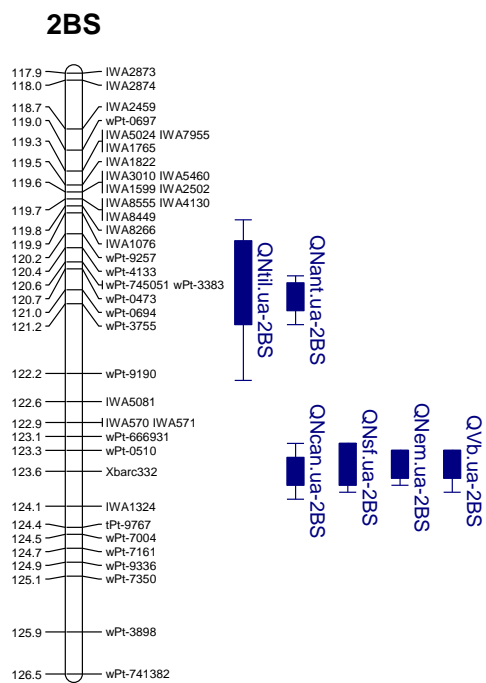 2BS
117.9 IWA2873
118.0 IWA2874
118.7 IWA2459
119.0 wPt-0697
119.3 IWA5024 IWA7955
IWA1765
119.5 IWA1822
119.6 IWA3010 IWA5460
IWA1599 IWA2502
119.7 IWA8555 IWA4130
IWA8449
119.8 IWA8266
119.9 IWA1076
120.2 wPt-9257
120.4 wPt-4133
120.6 wPt-745051 wPt-3383
120.7 wPt-0473
121.0 wPt-0694
121.2 wPt-3755
122.2 wPt-9190
122.6 IWA5081
122.9 IWA570 IWA571
123.1 wPt-666931
123.3 wPt-0510
123.6 Xbarc332
124.1 IWA1324
124.4 tPt-9767
124.5 wPt-7004
124.7 wPt-7161
124.9 wPt-9336
125.1 wPt-7350
125.9 wPt-3898
126.5 wPt-741382
QNtil.ua-2BS
QNant.ua-2BS
QNcan.ua-2BS
QNsf.ua-2BS
QNem.ua-2BS
QVb.ua-2BS